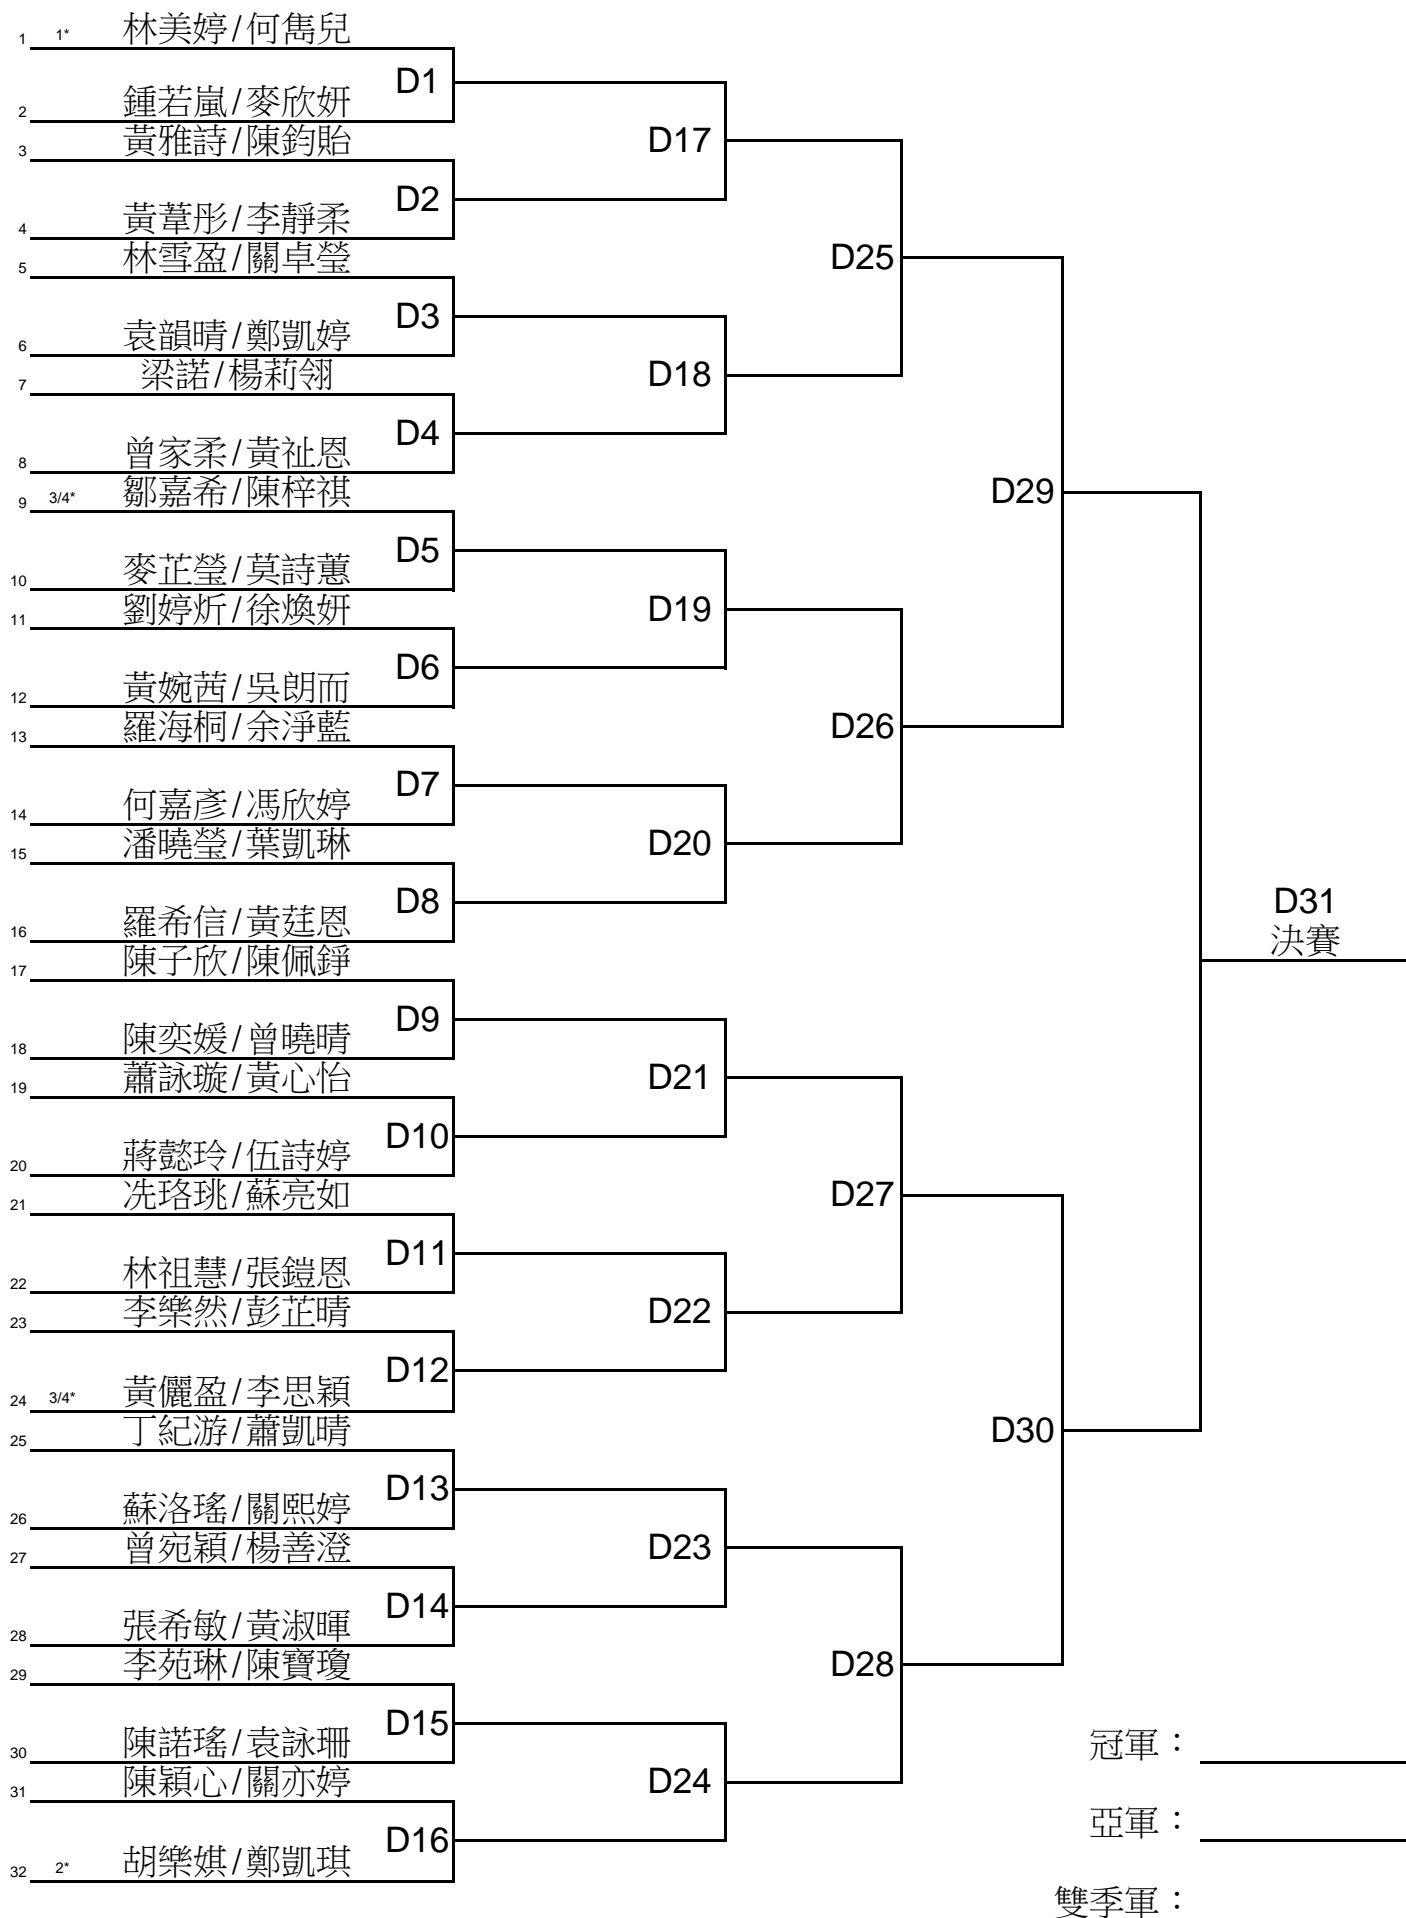 1 1* 林美婷/何雋兒
D1
2 鍾若嵐/麥欣妍
3 黃雅詩/陳鈞貽
D17
D2
4 黃葦彤/李靜柔
5 林雪盈/關卓瑩
D25
D3
6 袁韻晴/鄭凱婷
7 梁諾/楊莉翎
D18
D4
8 曾家柔/黃祉恩
9 3/4* 鄒嘉希/陳梓祺
D29
D5
10 麥芷瑩/莫詩蕙
11 劉婷炘/徐煥妍
D19
D6
12 黃婉茜/吳朗而
13 羅海桐/余淨藍
D26
D7
14 何嘉彥/馮欣婷
15 潘曉瑩/葉凱琳
D20
D8
16 羅希信/黃莛恩
D31
決賽
17 陳子欣/陳佩錚
D9
18 陳奕媛/曾曉晴
19 蕭詠璇/黃心怡
D21
D10
20 蔣懿玲/伍詩婷
21 冼珞珧/蘇亮如
D27
D11
22 林祖慧/張鎧恩
23 李樂然/彭芷晴
D22
D12
24 3/4* 黃儷盈/李思穎
25 丁紀游/蕭凱晴
D30
D13
26 蘇洛瑤/關熙婷
27 曾宛穎/楊善澄
D23
D14
28 張希敏/黃淑暉
29 李苑琳/陳寶瓊
D28
D15
30 陳諾瑤/袁詠珊
31 陳穎心/關亦婷
D24
D16
32 2* 胡樂娸/鄭凱琪
冠軍：
亞軍：
雙季軍：